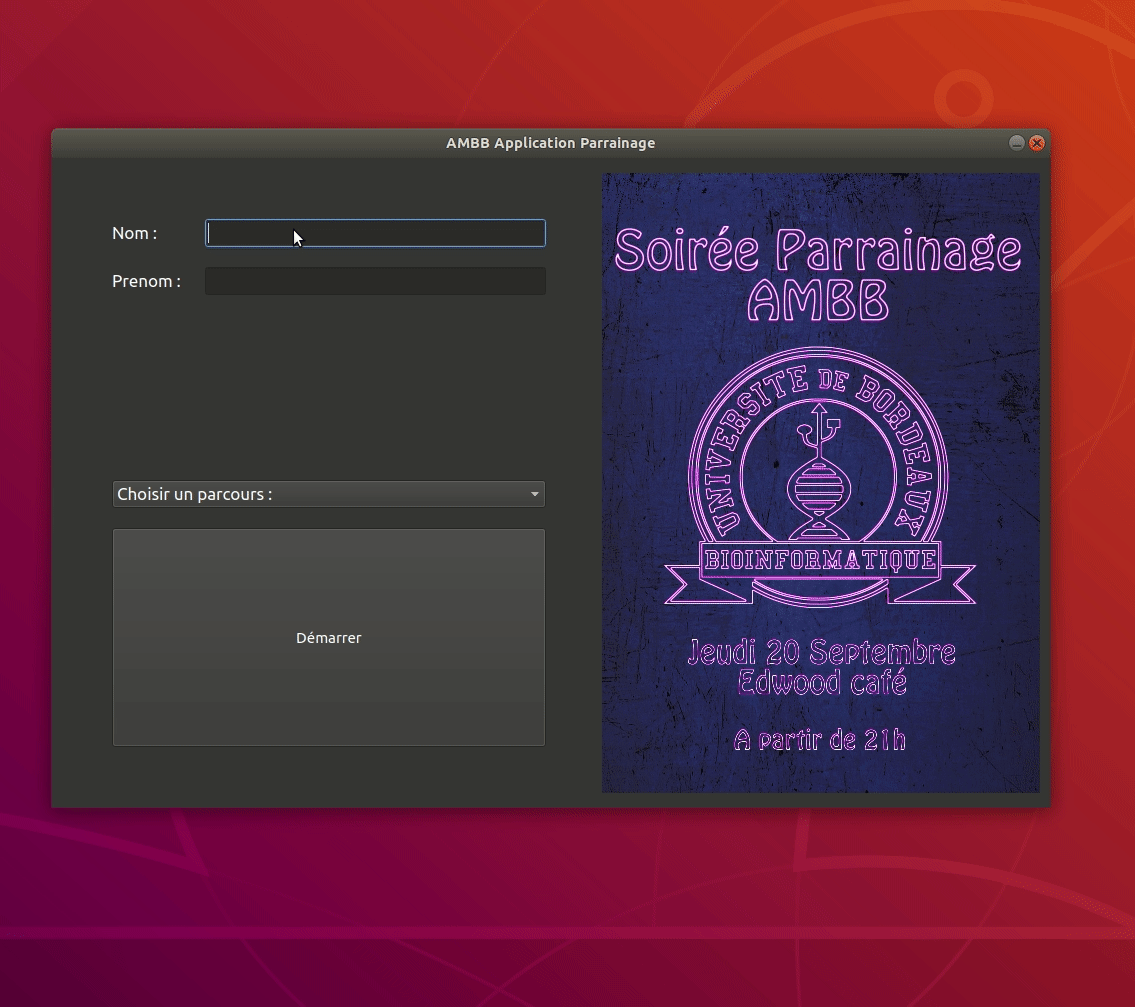 AMBB Application Parrainage
Nom :
Prenom :
Choisir un parcours :
Démarrer
Soirée Parrainage
AMBB
UNIVERSITE DE BORDEAUX
BIOINFORMATIQUE
Jeudi 20 Septembre
Edwood café
A partir de 21h